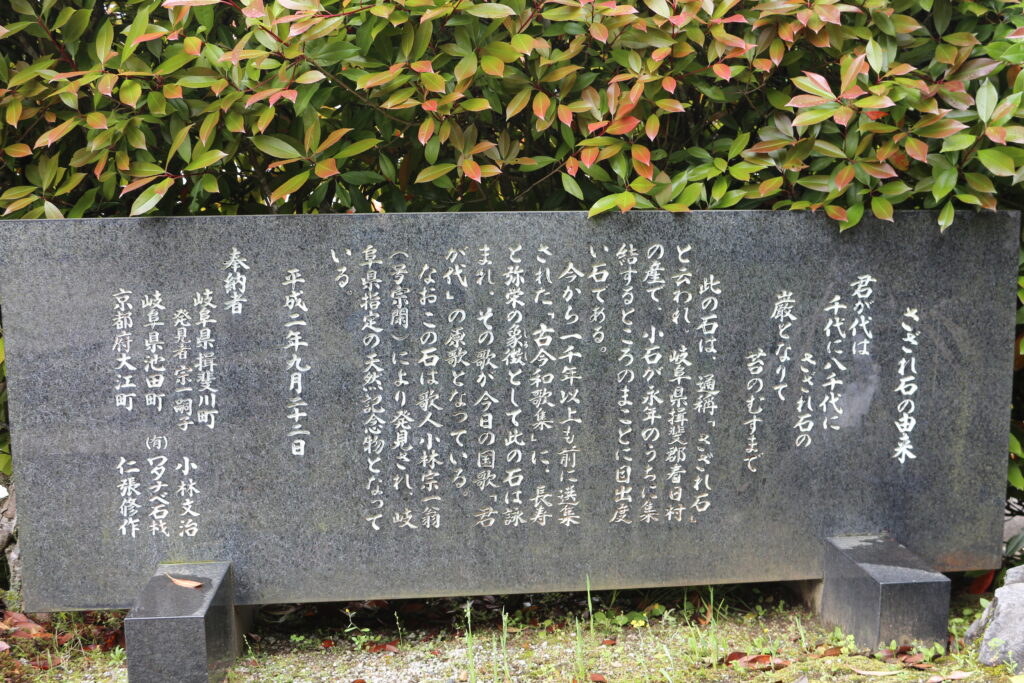 さざれ石の由来
君が代は
千代に八千代に
さざれ石の
巌となりて
苔のむすまで
此の石は、通稱「さざれ石」
と云われ 岐阜県揖斐郡春日村
の産で 小石が永年のうちに集
結するところのまことに目出度
い石である。
今から一千年以上も前に選集
された「古今和歌集」に、長寿
と弥栄の象徴として此の石は詠
まれ その歌が今日の国歌「君
が代」の原歌となっている。
なおこの石は歌人小林宗一翁
(号宗閑)により発見され、岐
阜県指定の天然記念物となって
いる。
平成一年九月二十二日
奉納者
岐阜県揖斐川町
発見者宗一嗣子 小林文治
岐阜県池田町 (有)ワタナベ石材
京都府大江町 仁張修作